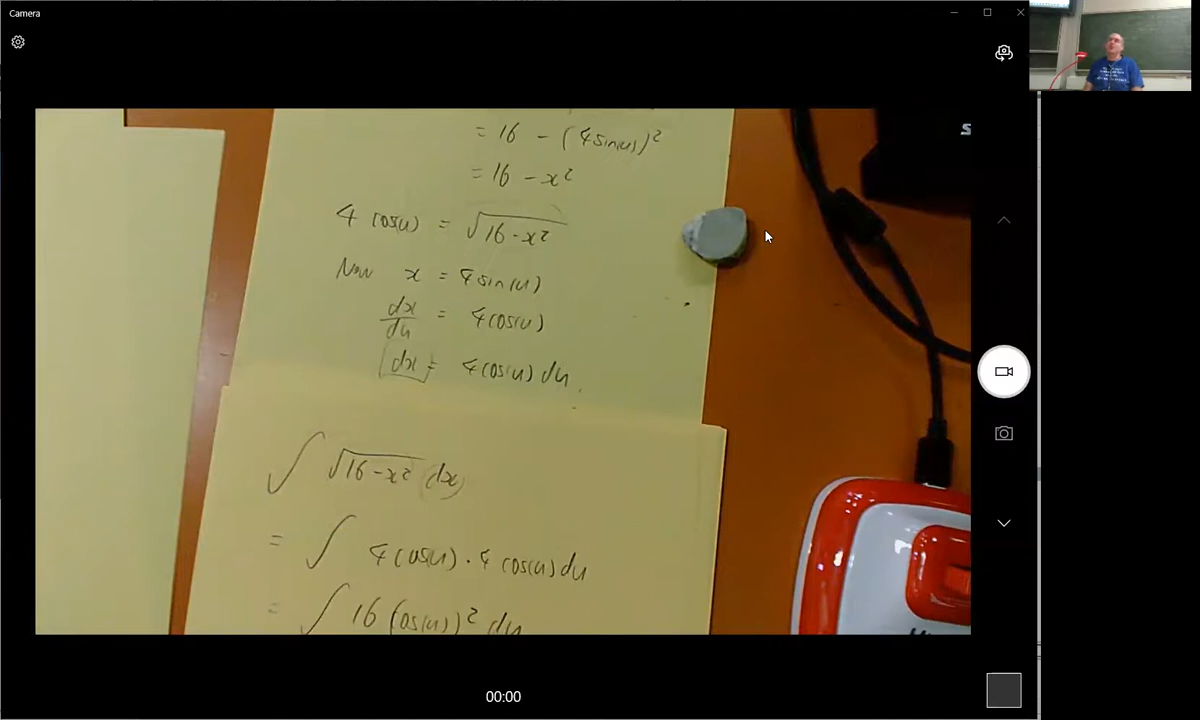 Camera
= 16 - (4sin(u))²
= 16 - x²
4 cos(u) = √16-x²
Now x = 4sin(u)
dx/du = 4cos(u)
dx = 4cos(u) du
∫ √16-x² dx
= ∫ 4cos(u) · 4 cos(u) du
= ∫ 16 (cos(u))² du
00:00